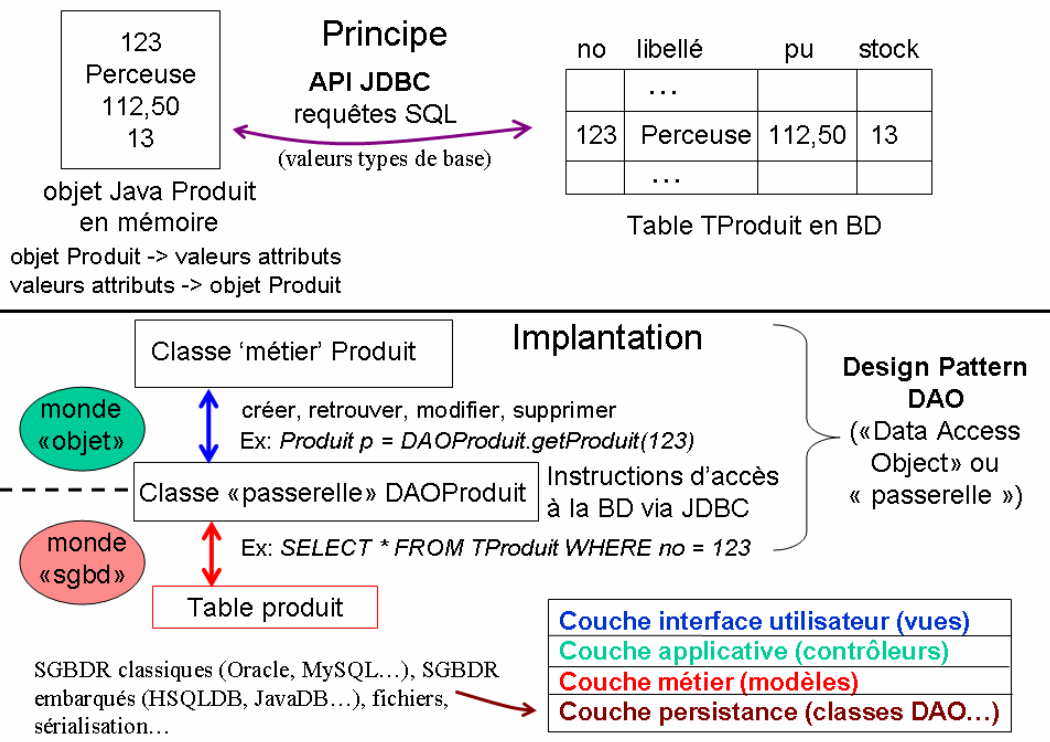 Principe
123
Perceuse
112,50
13
API JDBC
requêtes SQL
(valeurs types de base)
no libellé pu stock
…
123 Perceuse 112,50 13
…
objet Java Produit
en mémoire
Table TProduit en BD
objet Produit -> valeurs attributs
valeurs attributs -> objet Produit
Implantation
Classe ‘métier’ Produit
monde
«objet»
créer, retrouver, modifier, supprimer
Ex: Produit p = DAOProduit.getProduit(123)
Classe «passerelle» DAOProduit
Instructions d’accès
à la BD via JDBC
Design Pattern
DAO
(«Data Access
Object» ou
« passerelle »)
monde
«sgbd»
Ex: SELECT * FROM TProduit WHERE no = 123
Table produit
SGBDR classiques (Oracle, MySQL…), SGBDR
embarqués (HSQLDB, JavaDB…), fichiers,
sérialisation…
Couche interface utilisateur (vues)
Couche applicative (contrôleurs)
Couche métier (modèles)
Couche persistance (classes DAO…)